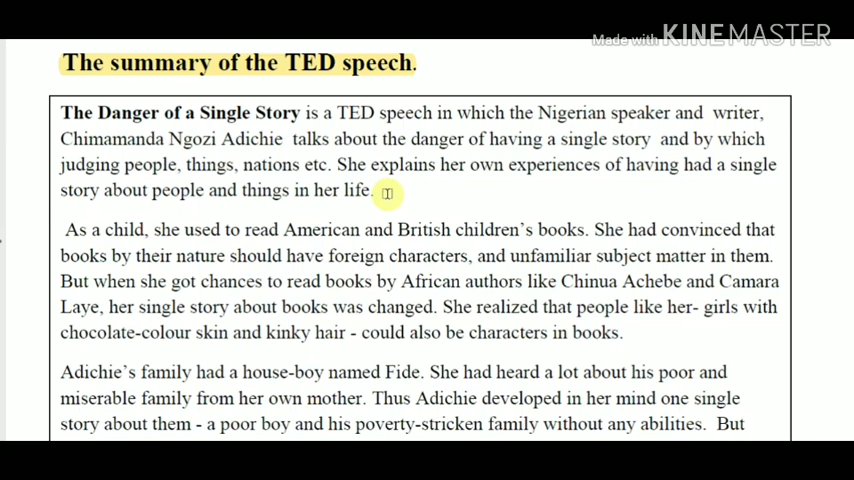 Made with KINEMASTER
The summary of the TED speech.
The Danger of a Single Story is a TED speech in which the Nigerian speaker and writer,
Chimamanda Ngozi Adichie talks about the danger of having a single story and by which
judging people, things, nations etc. She explains her own experiences of having had a single
story about people and things in her life.
As a child, she used to read American and British children's books. She had convinced that
books by their nature should have foreign characters, and unfamiliar subject matter in them.
But when she got chances to read books by African authors like Chinua Achebe and Camara
Laye, her single story about books was changed. She realized that people like her- girls with
chocolate-colour skin and kinky hair - could also be characters in books.
Adichie's family had a house-boy named Fide. She had heard a lot about his poor and
miserable family from her own mother. Thus Adichie developed in her mind one single
story about them - a poor boy and his poverty-stricken family without any abilities. But